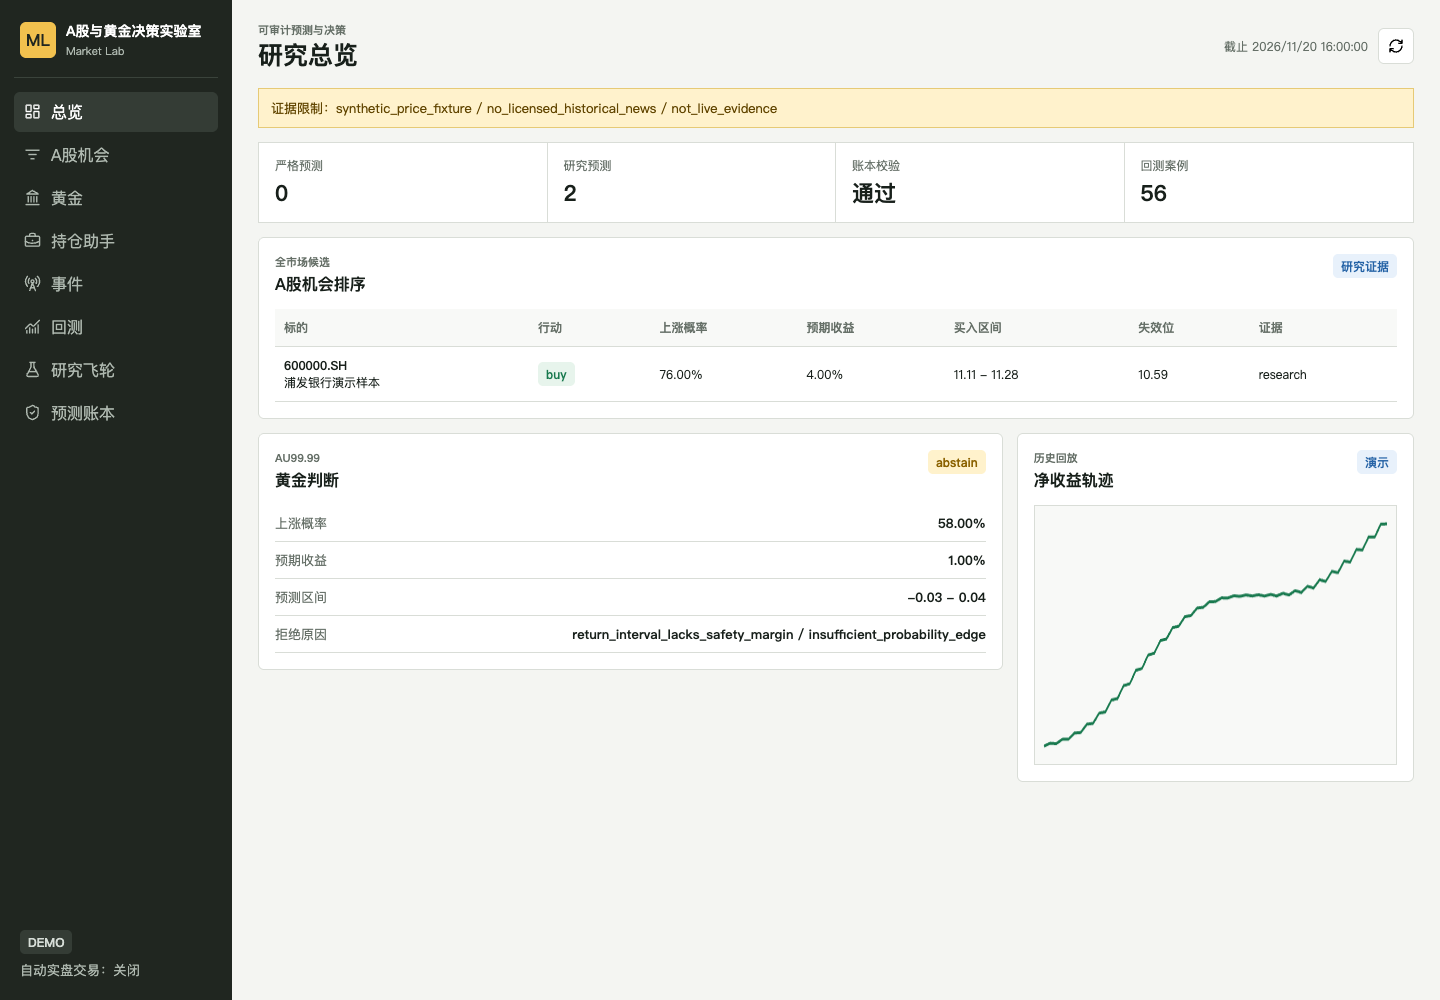 ML
A股与黄金决策实验室
Market Lab
总览
A股机会
黄金
持仓助手
事件
回测
研究飞轮
预测账本
DEMO
自动实盘交易：关闭
可审计预测与决策
研究总览
截止 2026/11/20 16:00:00
证据限制：synthetic_price_fixture / no_licensed_historical_news / not_live_evidence
严格预测
0
研究预测
2
账本校验
通过
回测案例
56
全市场候选
A股机会排序
研究证据
标的 行动 上涨概率 预期收益 买入区间 失效位 证据
600000.SH
浦发银行演示样本
buy 76.00% 4.00% 11.11 – 11.28 10.59 research
AU99.99
黄金判断
abstain
上涨概率 58.00%
预期收益 1.00%
预测区间 −0.03 – 0.04
拒绝原因 return_interval_lacks_safety_margin / insufficient_probability_edge
历史回放
净收益轨迹
演示